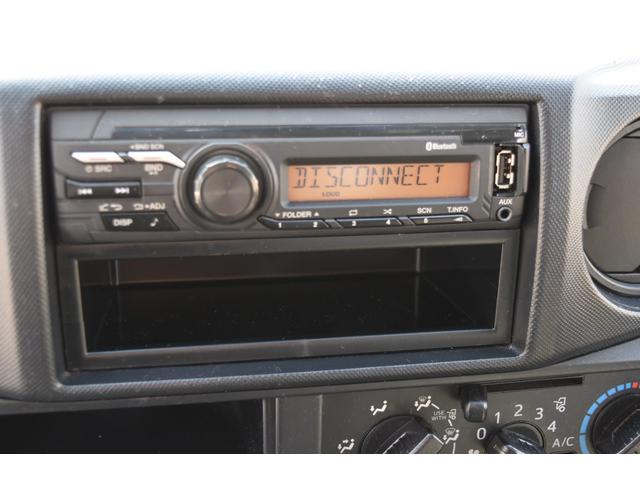 BND SCN
MIC
Bluetooth
SRC
BND
DISCONNECT
LOUD
AUX
ADJ
FOLDER
SCN
T.INFO
DISP
1 2 3 4 5 6
USE WITH
0 1 2 3 4
A/C